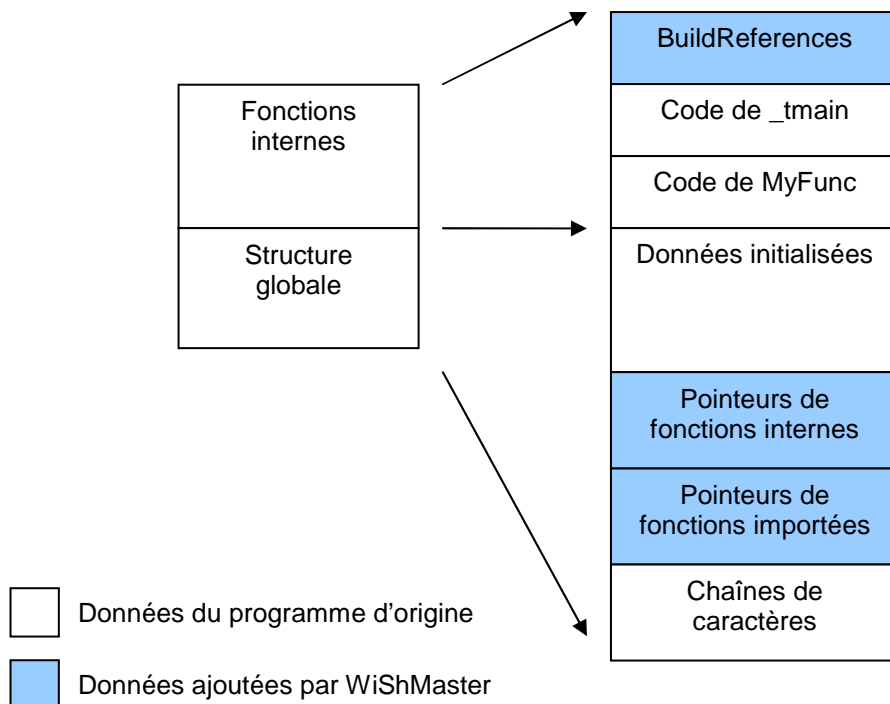 Fonctions
internes
Structure
globale
BuildReferences
Code de _tmain
Code de MyFunc
Données initialisées
Pointeurs de
fonctions internes
Pointeurs de
fonctions importées
Chaînes de
caractères
Données du programme d'origine
Données ajoutées par WiShMaster